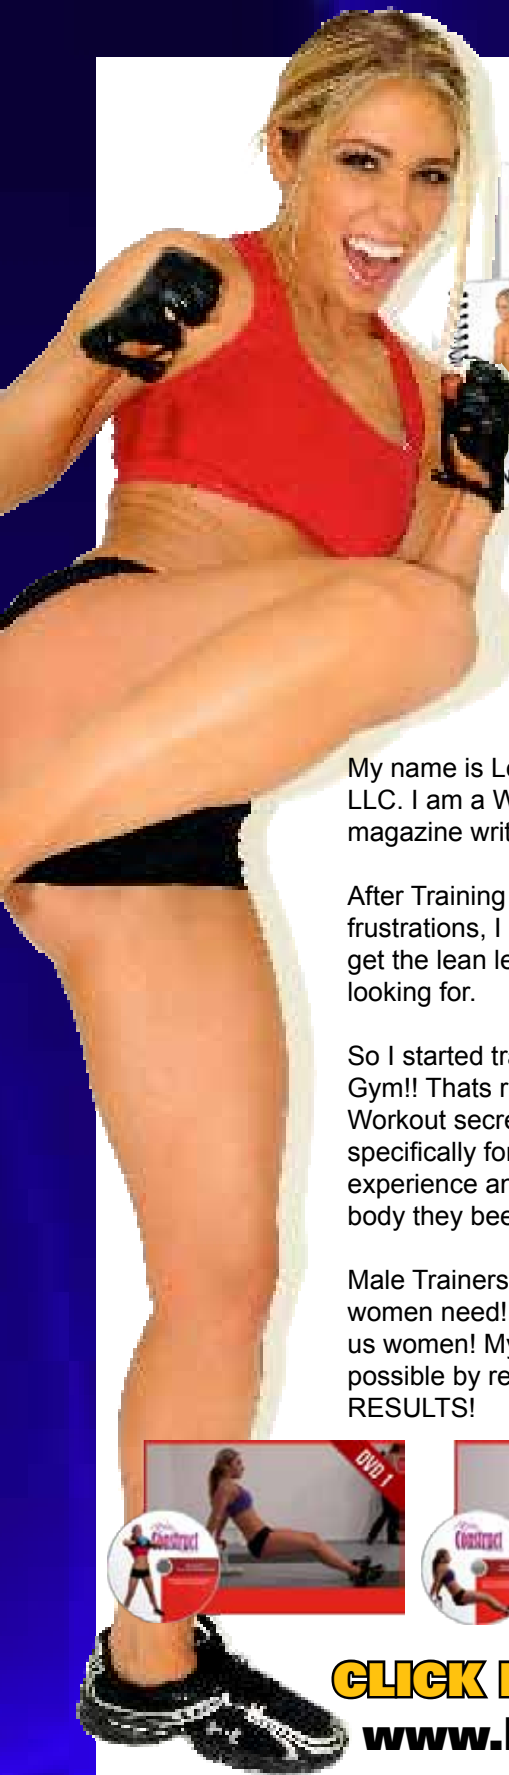 My name is L
LLC. I am a W
magazine writ
After Training
frustrations, I
get the lean le
looking for.
So I started tra
Gym!! Thats r
Workout secre
specifically for
experience an
body they bee
Male Trainers
women need!
us women! My
possible by re
RESULTS!
DVD 1
Construct
Construct
CLICK
www.